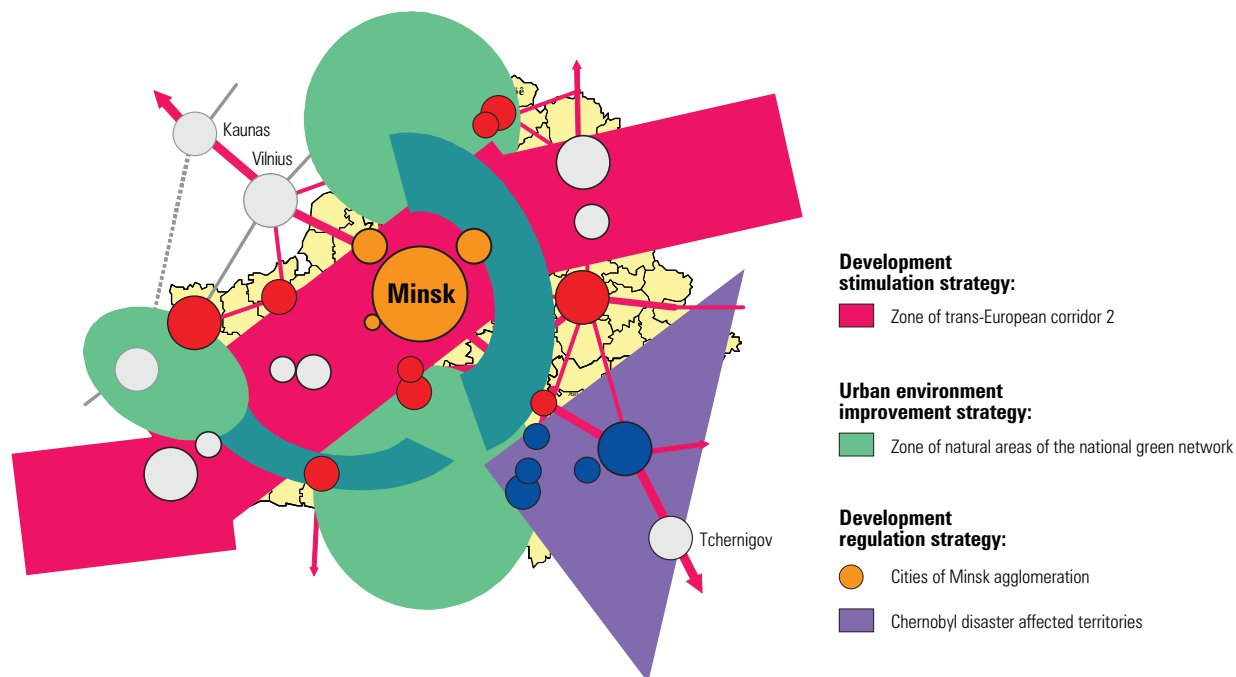 Kaunas
Vilnius
Minsk
Tchernigov
Development
stimulation strategy:
Zone of trans-European corridor 2
Urban environment
improvement strategy:
Zone of natural areas of the national green network
Development
regulation strategy:
Cities of Minsk agglomeration
Chernobyl disaster affected territories